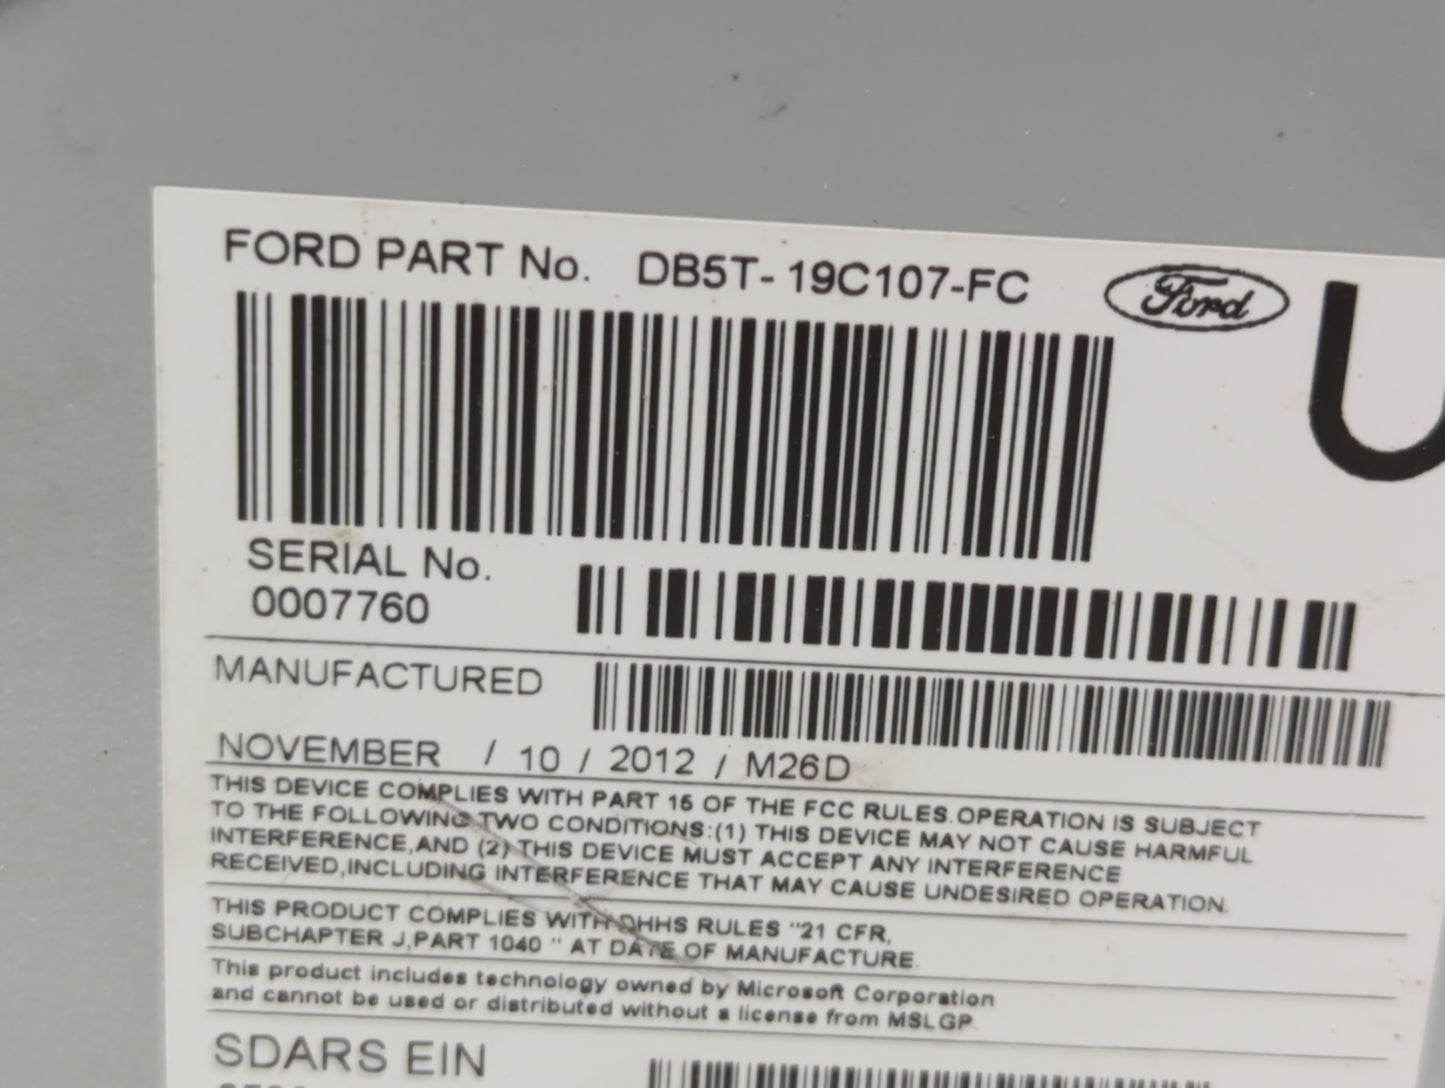 FORD PART No. DB5T-19C107-FC Ford U
SERIAL No.
0007760
MANUFACTURED
NOVEMBER / 10 / 2012 / M26D
THIS DEVICE COMPLIES WITH PART 15 OF THE FCC RULES.OPERATION IS SUBJECT
TO THE FOLLOWING TWO CONDITIONS:(1) THIS DEVICE MAY NOT CAUSE HARMFUL
INTERFERENCE,AND (2) THIS DEVICE MUST ACCEPT ANY INTERFERENCE
RECEIVED,INCLUDING INTERFERENCE THAT MAY CAUSE UNDESIRED OPERATION.
THIS PRODUCT COMPLIES WITH DHHS RULES "21 CFR,
SUBCHAPTER J,PART 1040 " AT DATE OF MANUFACTURE.
This product includes technology owned by Microsoft Corporation
and cannot be used or distributed without a license from MSLGP.
SDARS EIN